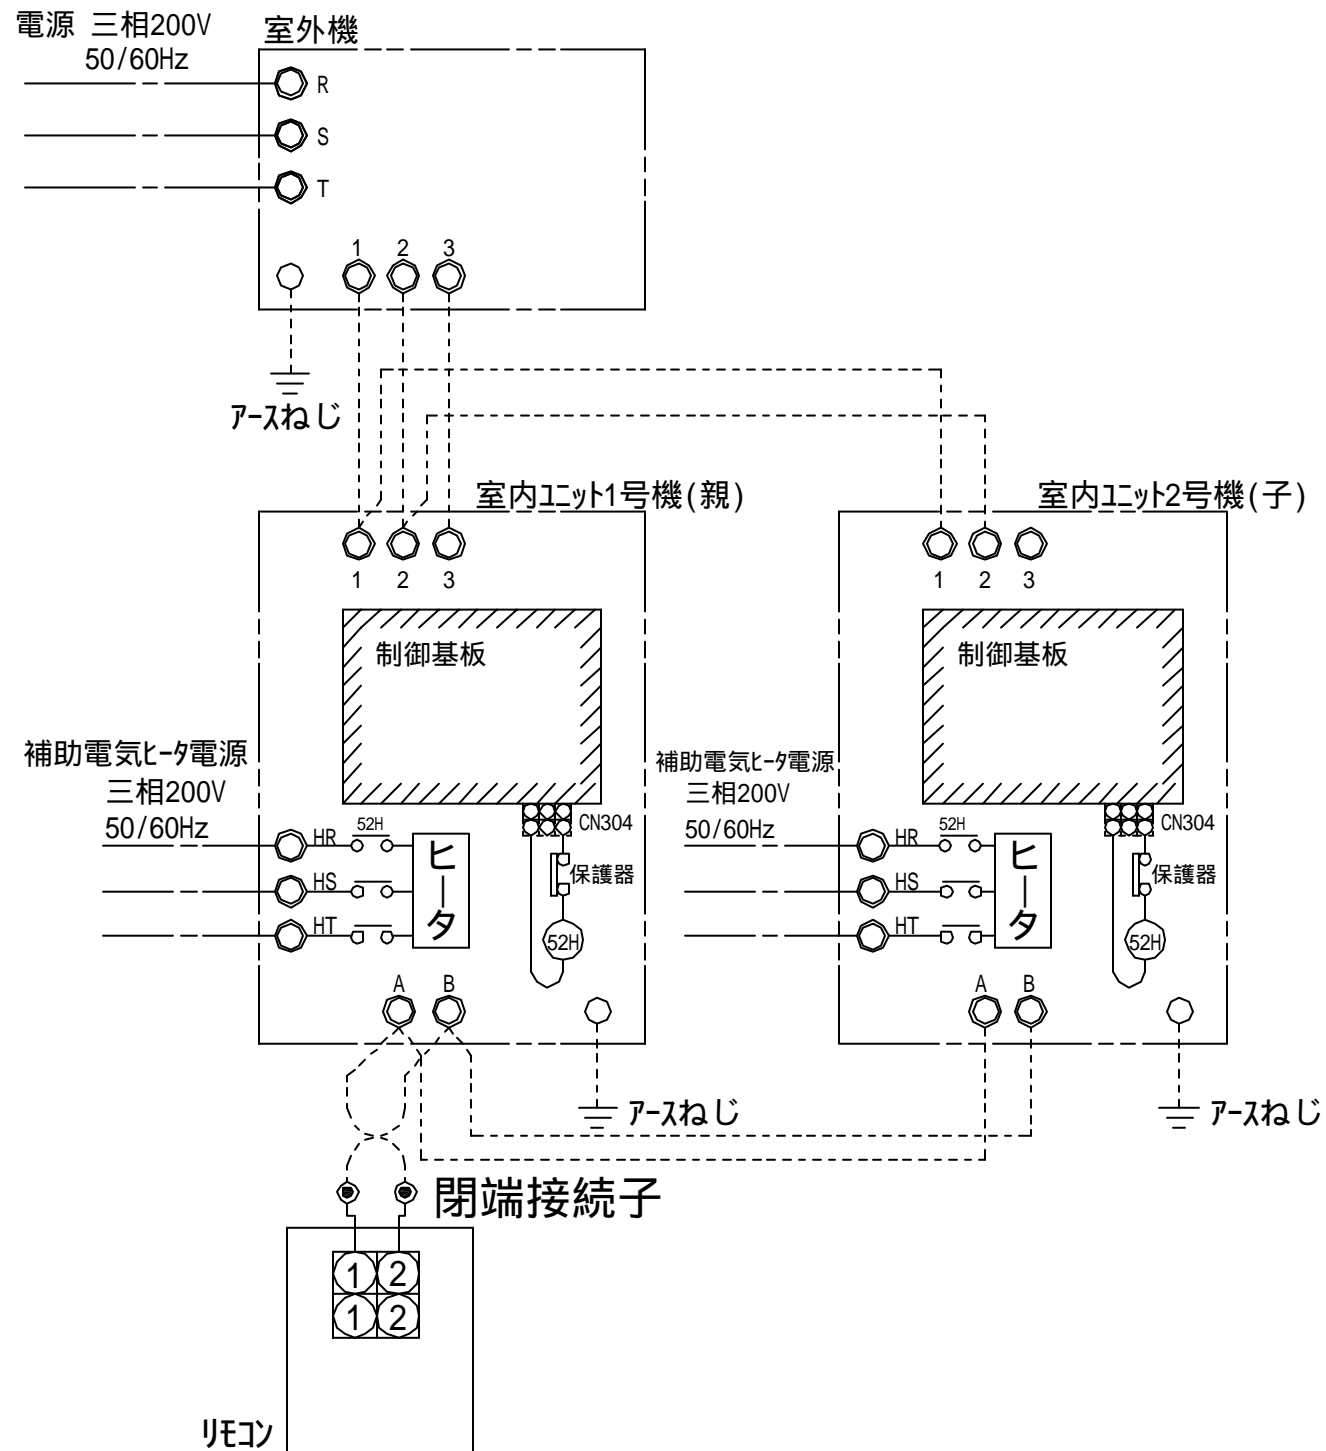 電源 三相200V
50/60Hz
室外機
R
S
T
1 2 3
アースねじ
室内ユニット1号機(親)
室内ユニット2号機(子)
1 2 3
1 2 3
制御基板
制御基板
補助電気ヒータ電源
三相200V
50/60Hz
補助電気ヒータ電源
三相200V
50/60Hz
HR
HS
HT
52H
ヒータ
CN304
保護器
52H
HR
HS
HT
52H
ヒータ
CN304
保護器
52H
A B
A B
アースねじ
アースねじ
閉端接続子
1 2
1 2
リモコン